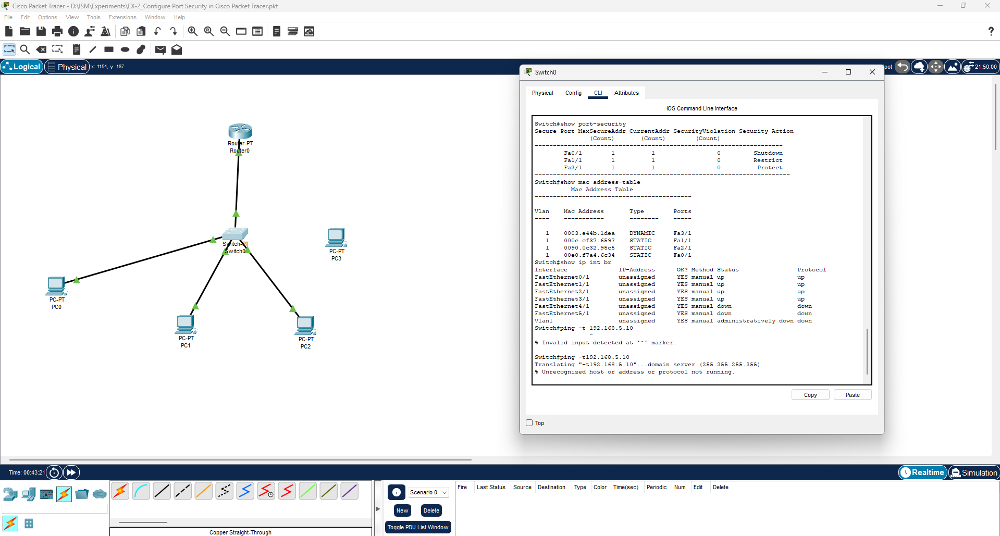 Cisco Packet Tracer - D:\ISM\Experiments\EX-2_Configure Port Security in Cisco Packet Tracer.pkt
File Edit Options View Tools Extensions Window Help
Logical Physical x: 1154, y: 187
oot 21:50:00
Router-PT
Router0
Switch-PT
Switch0
PC-PT
PC3
PC-PT
PC0
PC-PT
PC1
PC-PT
PC2
Switch0
Physical Config CLI Attributes
IOS Command Line Interface
Switch#show port-security
Secure Port MaxSecureAddr CurrentAddr SecurityViolation Security Action
(Count) (Count) (Count)
--------------------------------------------------------------------
Fa0/1 1 1 0 Shutdown
Fa1/1 1 1 0 Restrict
Fa2/1 1 1 0 Protect
----------------------------------------------------------------------
Switch#show mac address-table
Mac Address Table
-------------------------------------------
Vlan Mac Address Type Ports
---- ----------- -------- -----
1 0003.e44b.1dea DYNAMIC Fa3/1
1 000c.cf37.6597 STATIC Fa1/1
1 0090.0c32.95c5 STATIC Fa2/1
1 00e0.f7a4.6c34 STATIC Fa0/1
Switch#show ip int br
Interface IP-Address OK? Method Status Protocol
FastEthernet0/1 unassigned YES manual up up
FastEthernet1/1 unassigned YES manual up up
FastEthernet2/1 unassigned YES manual up up
FastEthernet3/1 unassigned YES manual up up
FastEthernet4/1 unassigned YES manual down down
FastEthernet5/1 unassigned YES manual down down
Vlan1 unassigned YES manual administratively down down
Switch#ping -t 192.168.5.10
^
% Invalid input detected at '^' marker.
Switch#ping -t192.168.5.10
Translating "-t192.168.5.10"...domain server (255.255.255.255)
% Unrecognized host or address or protocol not running.
Copy Paste
Top
Time: 00:43:21
Realtime Simulation
Scenario 0
New Delete
Toggle PDU List Window
Fire Last Status Source Destination Type Color Time(sec) Periodic Num Edit Delete
Copper Straight-Through